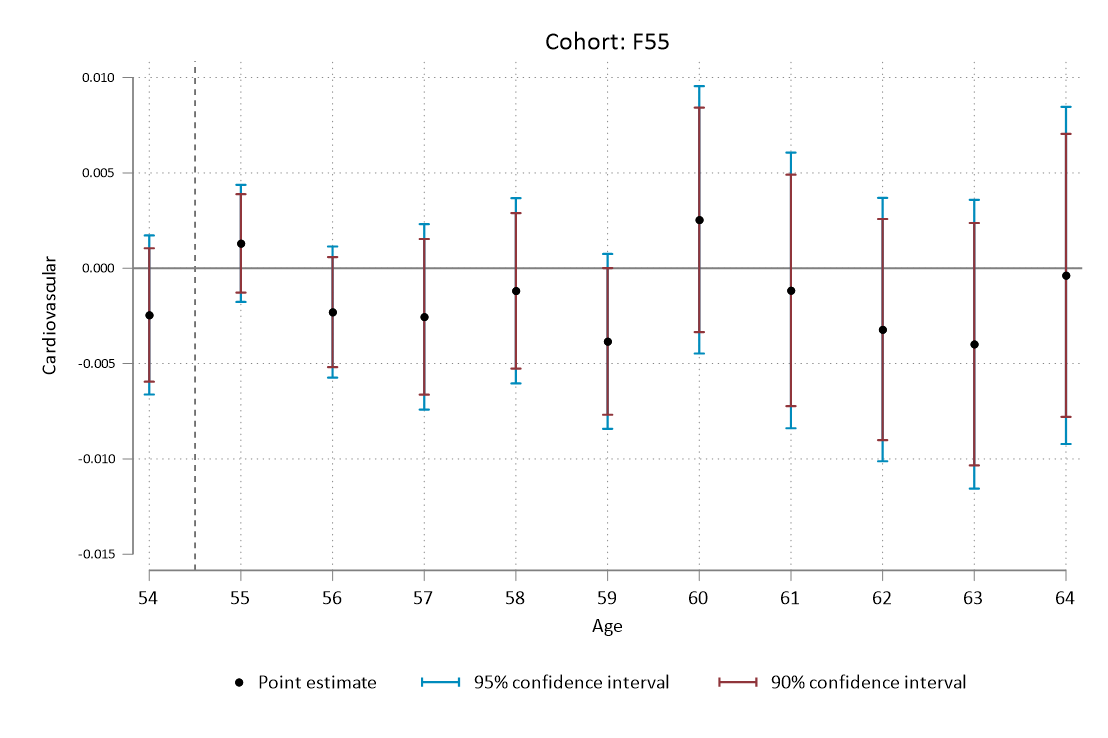 Cohort: F55
0.010
0.005
0.000
-0.005
-0.010
-0.015
Cardiovascular
54 55 56 57 58 59 60 61 62 63 64
Age
Point estimate 95% confidence interval 90% confidence interval